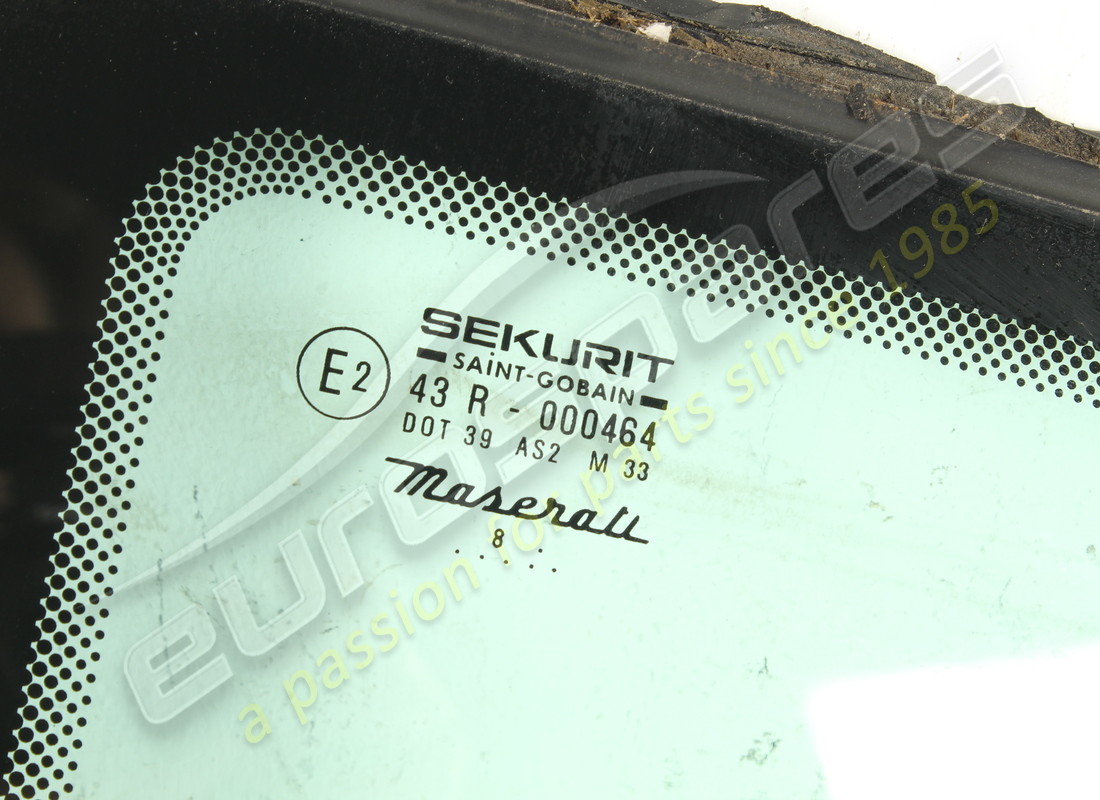 SEKURIT
SAINT-GOBAIN
E2
43 R - 000464
DOT 39 AS2 M 33
Maserati
8
eurospares
a passion for parts since 1985